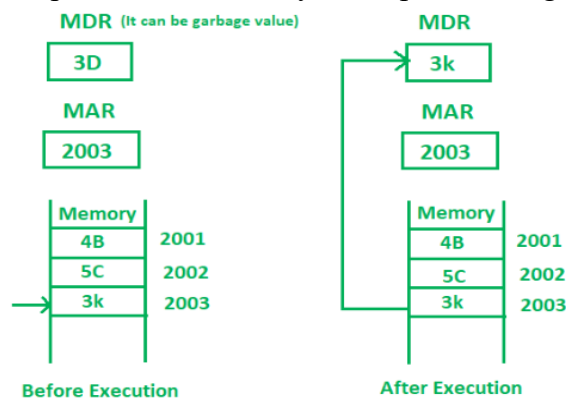 MDR (It can be garbage value)
3D
MAR
2003
Memory
4B 2001
5C 2002
3k 2003
Before Execution
MDR
3k
MAR
2003
Memory
4B 2001
5C 2002
3k 2003
After Execution